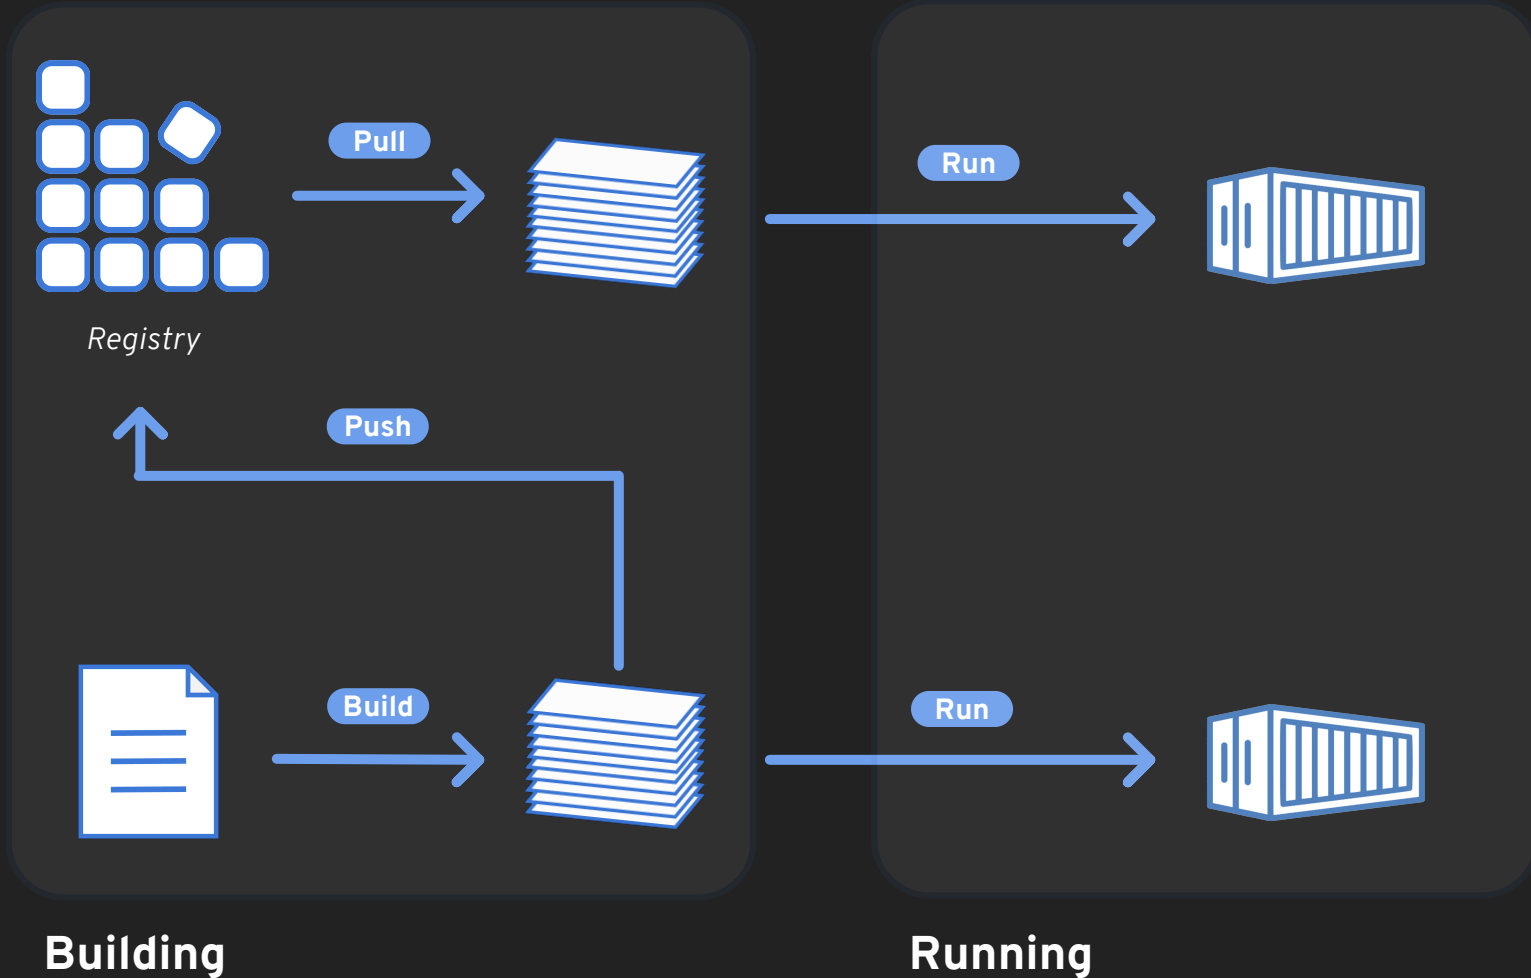 Pull
Run
Registry
Push
Build
Run
Building
Running